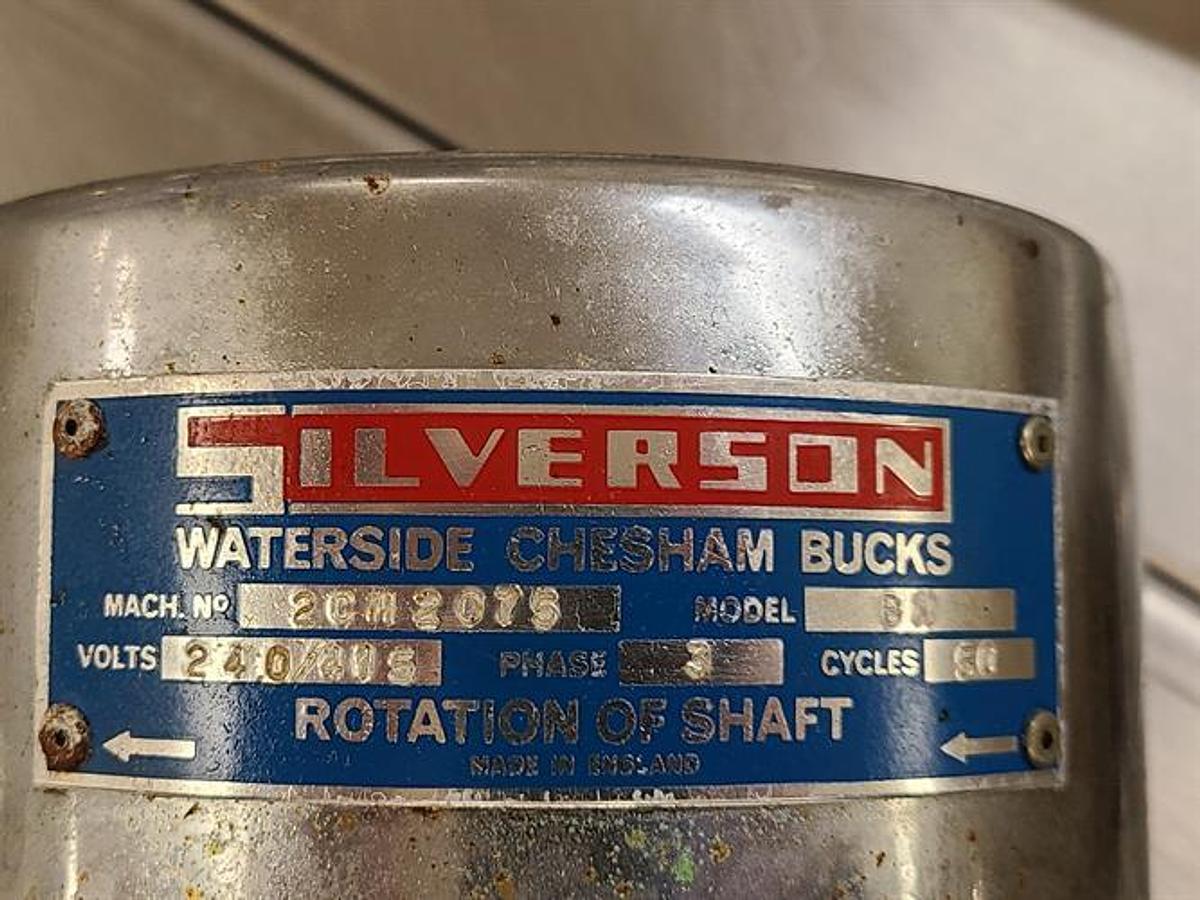 SILVERSON
WATERSIDE CHESHAM BUCKS
MACH. No 2CM2075 MODEL
VOLTS 240/415 PHASE 3 CYCLES 50
ROTATION OF SHAFT
MADE IN ENGLAND